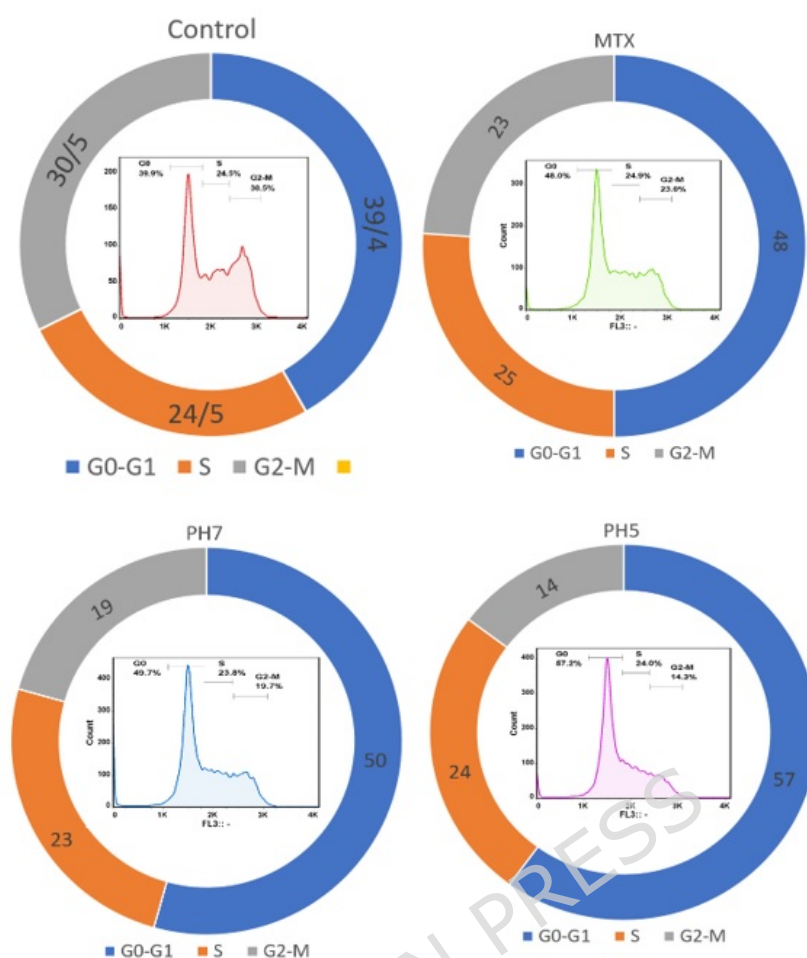 Control
30/5
39/4
24/5
G0 39.9%
S 24.5%
G2-M
200
150
100
50
0
0 1K 2K 3K 4K
G0-G1 S G2-M
MTX
23
48
25
G0 48.0%
S 24.9%
G2-M 23.6%
Count
300
200
100
0
0 1K 2K 3K 4K
FL3:: -
G0-G1 S G2-M
PH7
19
50
23
G0 49.7%
S 23.8%
G2-M 19.7%
Count
400
300
200
100
0
0 1K 2K 3K 4K
FL3:: -
G0-G1 S G2-M
PH5
14
57
24
G0
S 24.0%
G2-M 14.3%
Count
400
300
200
100
0
0 1K 2K 3K 4K
FL3:: -
G0-G1 S G2-M
PRESS